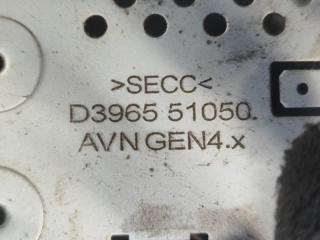 >SECC<
D3965 51050.
AVN GEN4.x